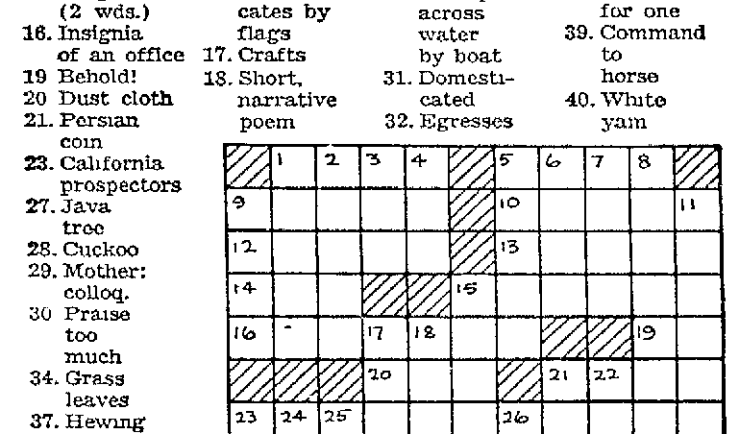 (2 wds.)
16. Insignia
of an office
19 Behold!
20 Dust cloth
21. Persian
coin
23. California
prospectors
27. Java
tree
28. Cuckoo
29. Mother:
colloq.
30 Praise
too
much
34. Grass
leaves
37. Hewing
cates by
flags
17. Crafts
18. Short,
narrative
poem
across
water
by boat
31. Domesti-
cated
32. Egresses
for one
39. Command
to
horse
40. White
yam
1 2 3 4 5 6 7 8
9 10 11
12 13
14 15
16 17 18 19
20 21 22
23 24 25 26